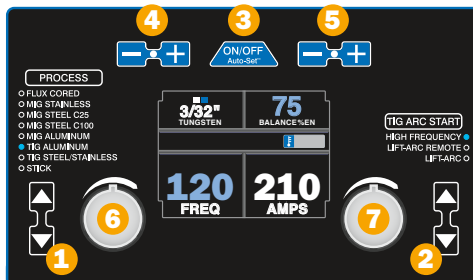 4
3
5
ON/OFF
Auto-Set™
PROCESS
FLUX CORED
MIG STAINLESS
MIG STEEL C25
MIG STEEL C100
MIG ALUMINUM
TIG ALUMINUM
TIG STEEL/STAINLESS
STICK
3/32"
TUNGSTEN
75
BALANCE%EN
120
FREQ
210
AMPS
TIG ARC START
HIGH FREQUENCY
LIFT-ARC REMOTE
LIFT-ARC
6
7
1
2